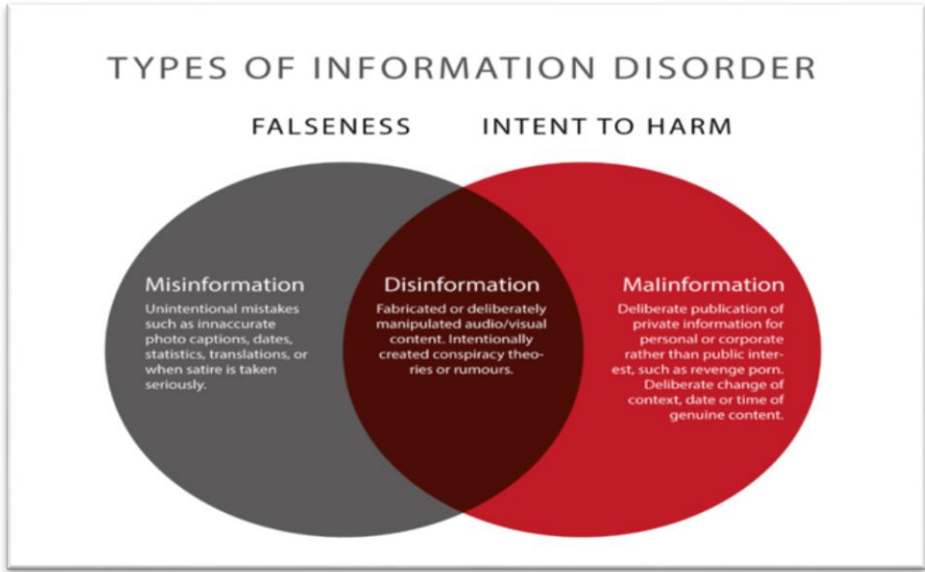 TYPES OF INFORMATION DISORDER
FALSENESS
INTENT TO HARM
Misinformation
Unintentional mistakes
such as innaccurate
photo captions, dates,
statistics, translations, or
when satire is taken
seriously.
Disinformation
Fabricated or deliberately
manipulated audio/visual
content. Intentionally
created conspiracy theo-
ries or rumours.
Malinformation
Deliberate publication of
private information for
personal or corporate
rather than public inter-
est, such as revenge porn.
Deliberate change of
context, date or time of
genuine content.